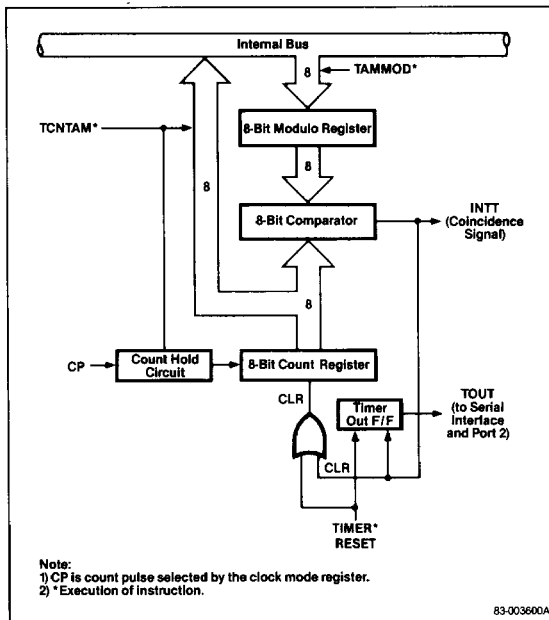 Internal Bus
8
TAMMOD*
TCNTAM*
8-Bit Modulo Register
8
8
8-Bit Comparator
INTT
(Coincidence
Signal)
8
CP
Count Hold
Circuit
8-Bit Count Register
CLR
Timer
Out F/F
TOUT
(to Serial
Interface
and Port 2)
CLR
TIMER*
RESET
Note:
1) CP is count pulse selected by the clock mode register.
2) *Execution of instruction.
83-003600A